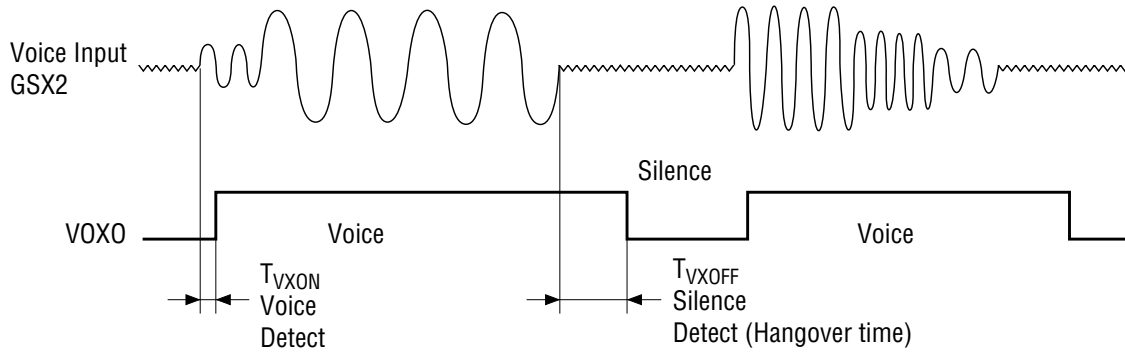 Voice Input
GSX2
Silence
VOXO
Voice
Voice
TVXON
Voice
Detect
TVXOFF
Silence
Detect (Hangover time)